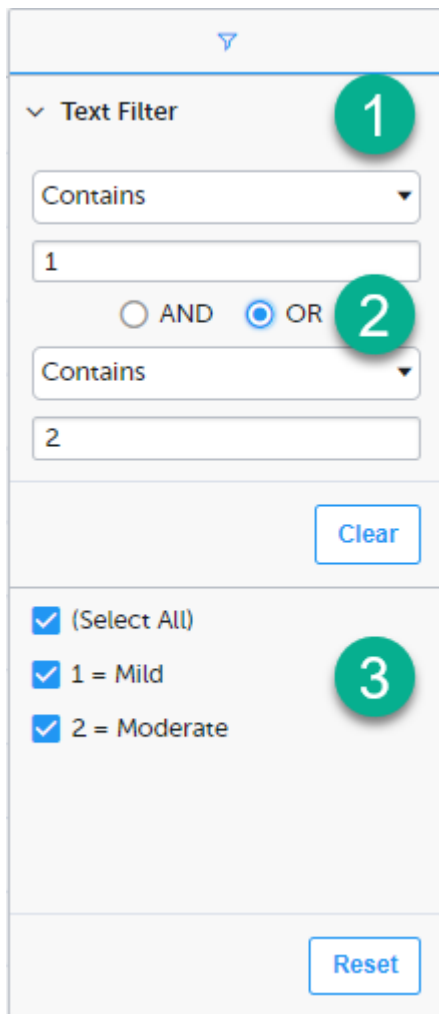 Text Filter
1
Contains
1
AND OR
2
Contains
2
Clear
(Select All)
1 = Mild
3
2 = Moderate
Reset